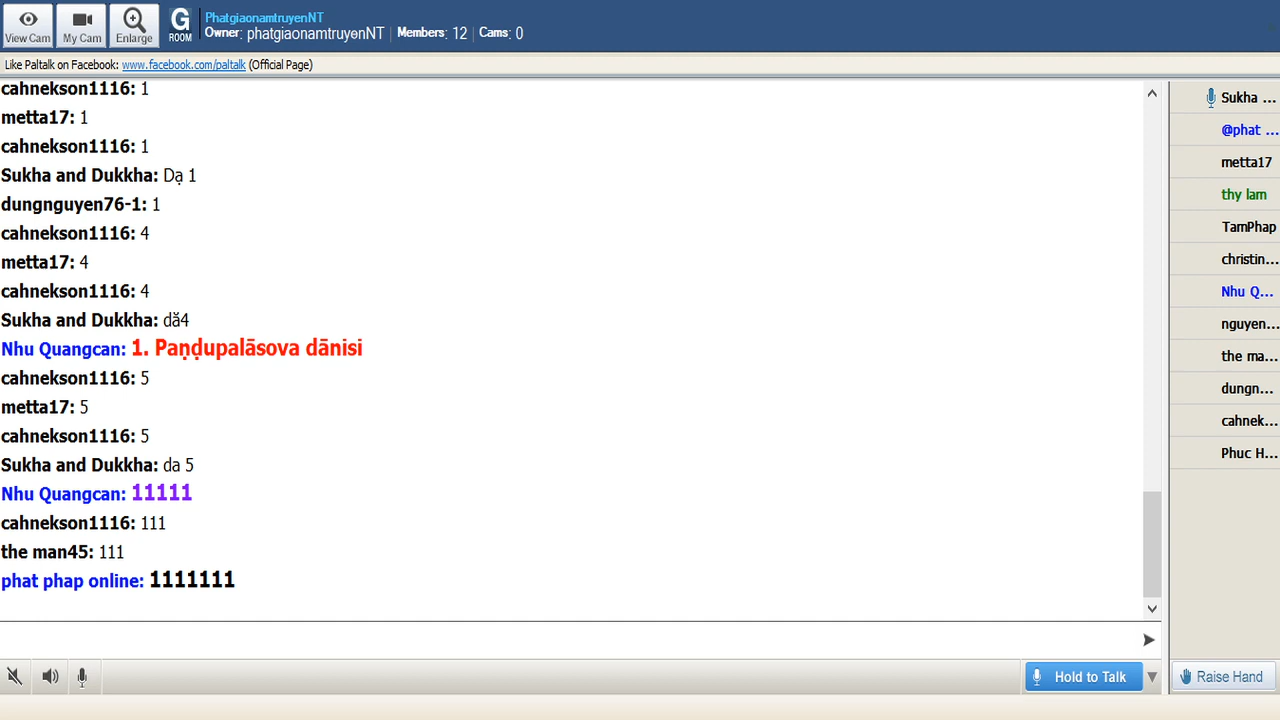 PhatgiaonamtruyenNT
G
ROOM
Owner: phatgiaonamtruyenNT | Members: 12 | Cams: 0
View Cam
My Cam
Enlarge
Like Paltalk on Facebook: www.facebook.com/paltalk (Official Page)
cahnekson1116: 1
metta17: 1
cahnekson1116: 1
Sukha and Dukkha: Dạ 1
dungnguyen76-1: 1
cahnekson1116: 4
metta17: 4
cahnekson1116: 4
Sukha and Dukkha: dă4
Nhu Quangcan: 1. Paṇḍupalāsova dānisi
cahnekson1116: 5
metta17: 5
cahnekson1116: 5
Sukha and Dukkha: da 5
Nhu Quangcan: 11111
cahnekson1116: 111
the man45: 111
phat phap online: 1111111
Sukha ...
@phat ...
metta17
thy lam
TamPhap
christin...
Nhu Q...
nguyen...
the ma...
dungn...
cahnek...
Phuc H...
Hold to Talk
Raise Hand